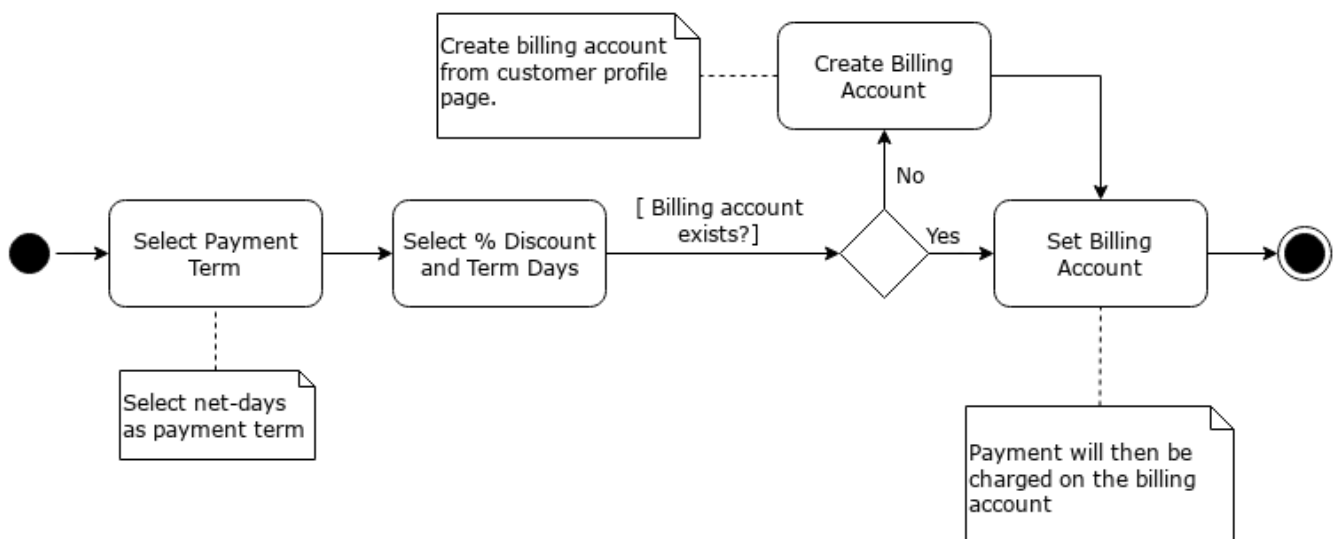 Create billing account
from customer profile
page.
Create Billing
Account
No
[ Billing account
exists?]
Select Payment
Term
Select % Discount
and Term Days
Yes
Set Billing
Account
Select net-days
as payment term
Payment will then be
charged on the billing
account